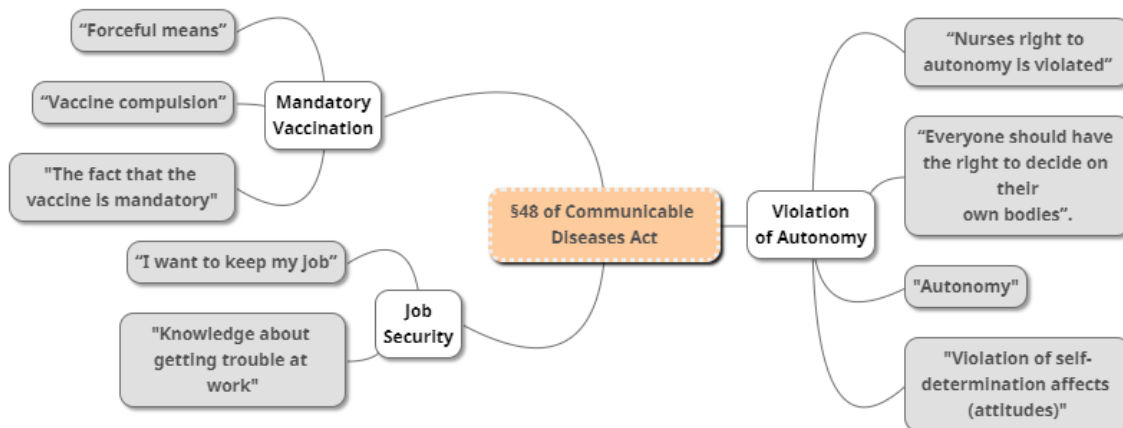 “Forceful means”
“Vaccine compulsion”
"The fact that the
vaccine is mandatory"
Mandatory
Vaccination
“I want to keep my job”
"Knowledge about
getting trouble at
work"
Job
Security
§48 of Communicable
Diseases Act
Violation
of Autonomy
“Nurses right to
autonomy is violated”
“Everyone should have
the right to decide on
their
own bodies”.
"Autonomy"
"Violation of self-
determination affects
(attitudes)"